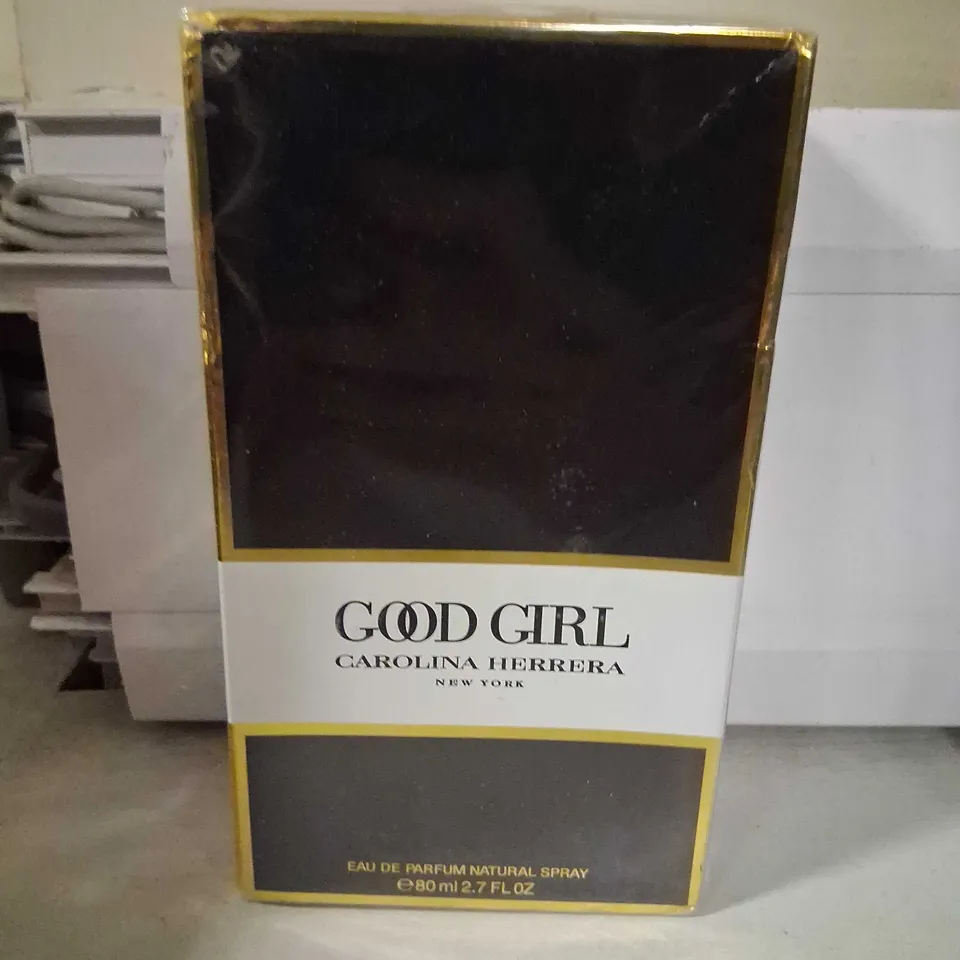 GOOD GIRL
CAROLINA HERRERA
NEW YORK
EAU DE PARFUM NATURAL SPRAY
℮80 ml 2.7 FL OZ